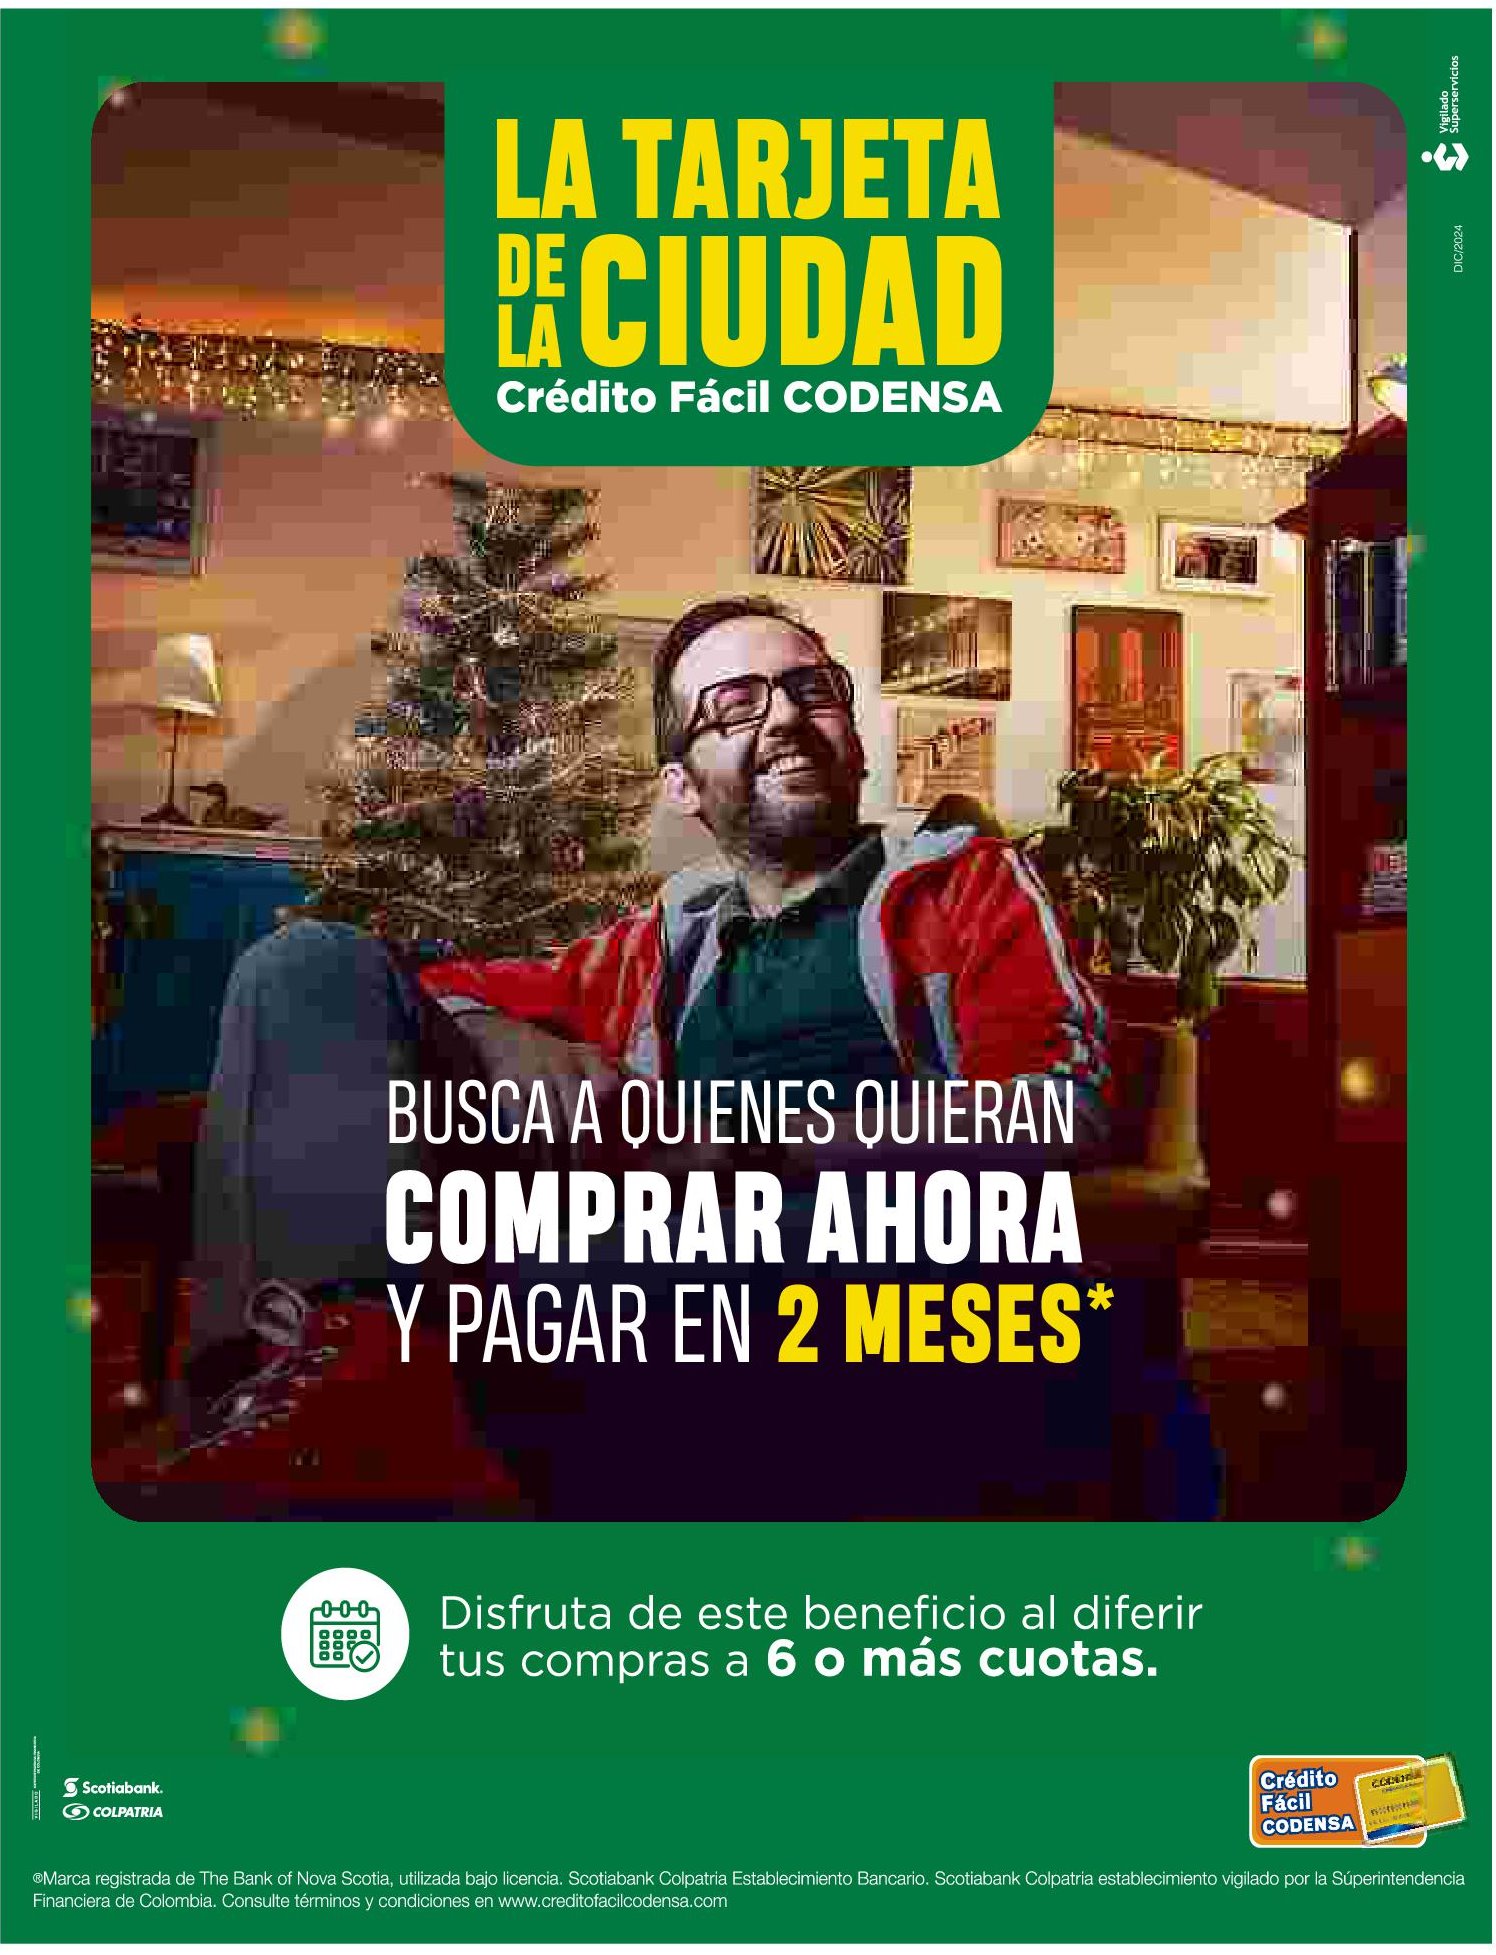 Vigilado
Superservicios
DIC/2024
LA TARJETA
DE LA CIUDAD
Crédito Fácil CODENSA
BUSCA A QUIENES QUIERAN
COMPRAR AHORA
Y PAGAR EN 2 MESES*
Disfruta de este beneficio al diferir
tus compras a 6 o más cuotas.
VIGILADO
Scotiabank.
COLPATRIA
Crédito
Fácil
CODENSA
CODENSA
®Marca registrada de The Bank of Nova Scotia, utilizada bajo licencia. Scotiabank Colpatria Establecimiento Bancario. Scotiabank Colpatria establecimiento vigilado por la Súperintendencia
Financiera de Colombia. Consulte términos y condiciones en www.creditofacilcodensa.com